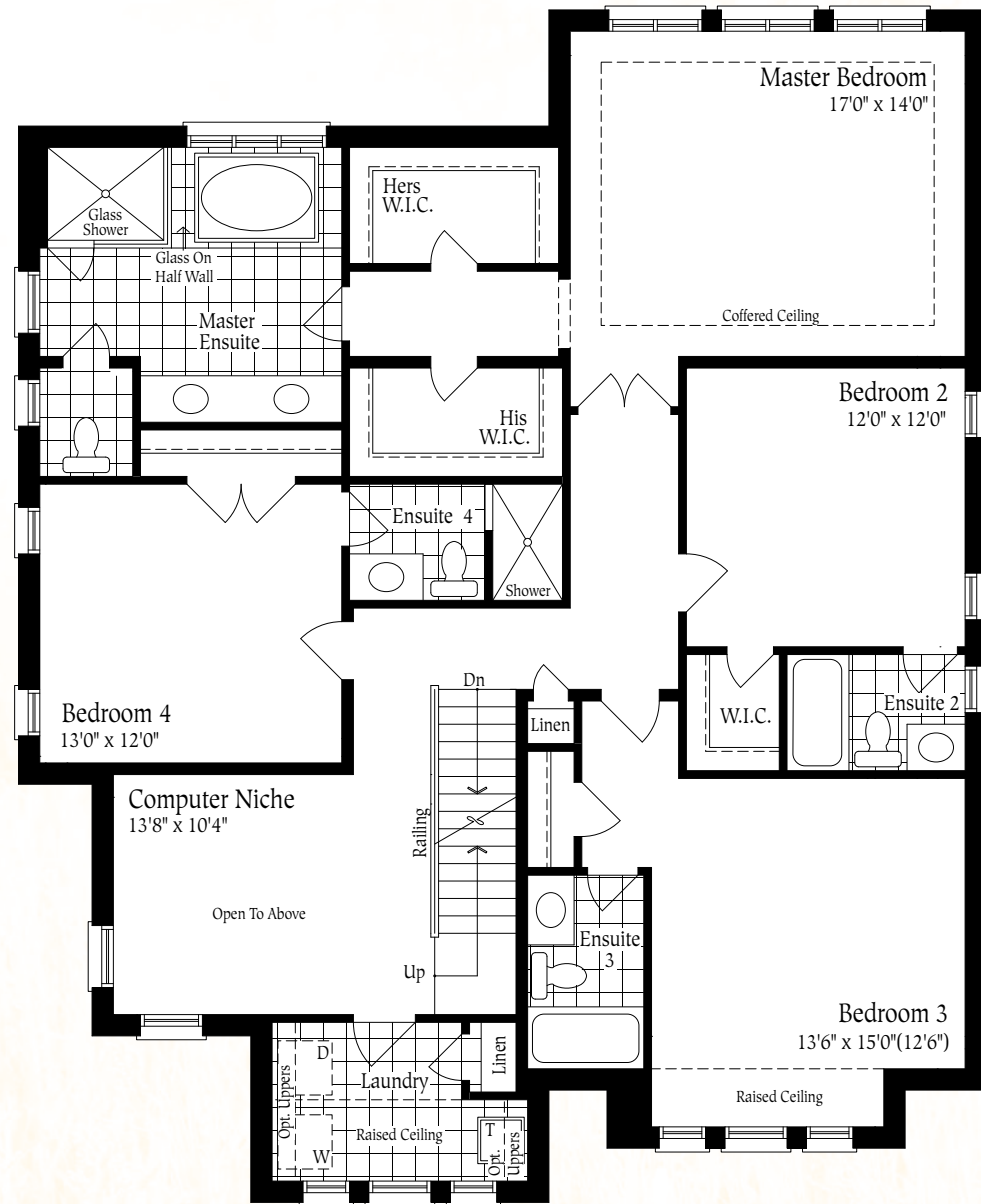 Master Bedroom
17'0" x 14'0"
Coffered Ceiling
Hers
W.I.C.
Glass
Shower
Glass On
Half Wall
Master
Ensuite
His
W.I.C.
Bedroom 2
12'0" x 12'0"
Ensuite 4
Shower
Bedroom 4
13'0" x 12'0"
Dn
Linen
W.I.C.
Ensuite 2
Computer Niche
13'8" x 10'4"
Railing
Open To Above
Up
Ensuite
3
Bedroom 3
13'6" x 15'0"(12'6")
Raised Ceiling
D
Opt. Uppers
Laundry
Linen
W
Raised Ceiling
T
Opt.
Uppers